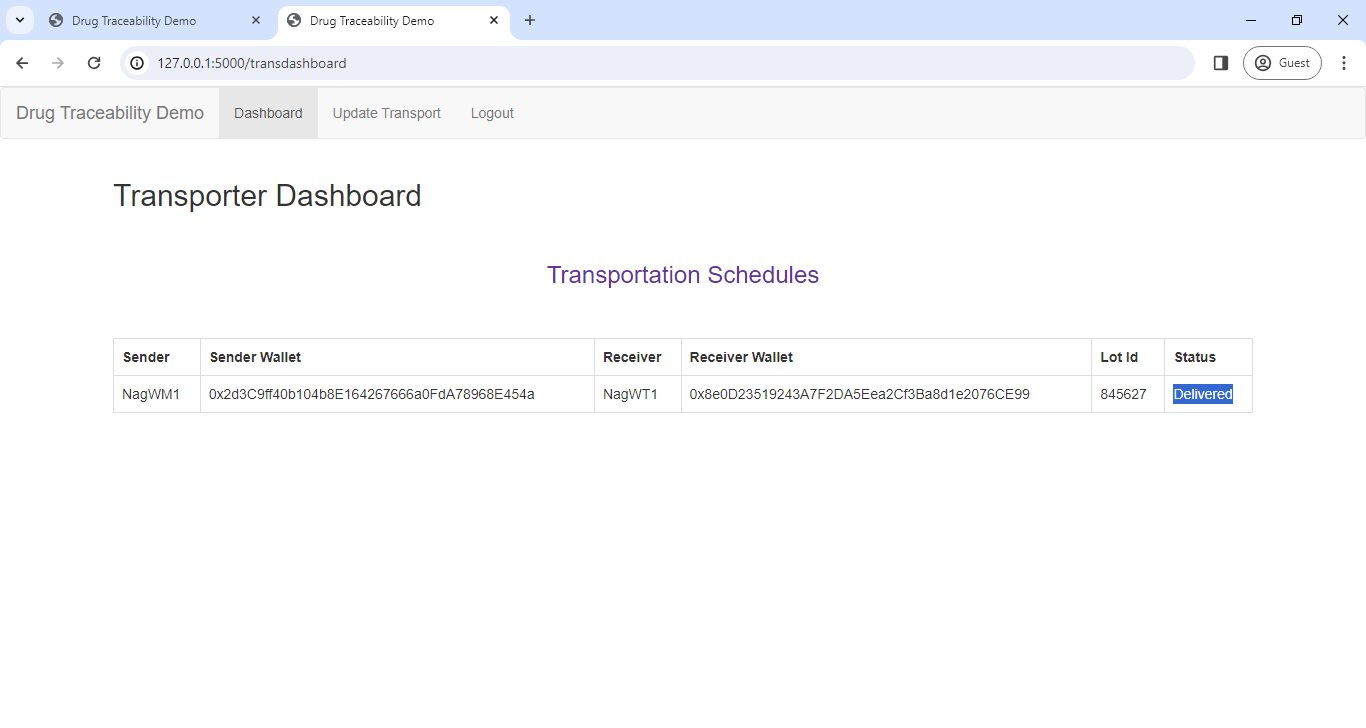 Drug Traceability Demo Drug Traceability Demo
127.0.0.1:5000/transdashboard Guest
Drug Traceability Demo Dashboard Update Transport Logout
Transporter Dashboard
Transportation Schedules
Sender Sender Wallet Receiver Receiver Wallet Lot Id Status
NagWM1 0x2d3C9ff40b104b8E164267666a0FdA78968E454a NagWT1 0x8e0D23519243A7F2DA5Eea2Cf3Ba8d1e2076CE99 845627 Delivered